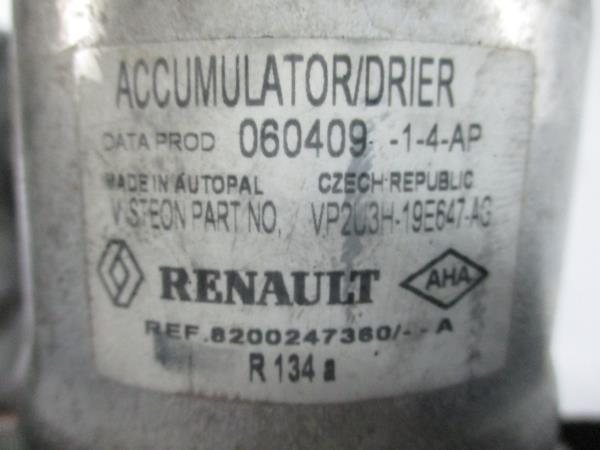 ACCUMULATOR/DRIER
DATA PROD 060409 -1-4-AP
MADE IN AUTOPAL CZECH REPUBLIC
VISTEON PART NO, VP2U3H-19E647-AG
RENAULT AHA
REF.8200247360/--A
R 134 a